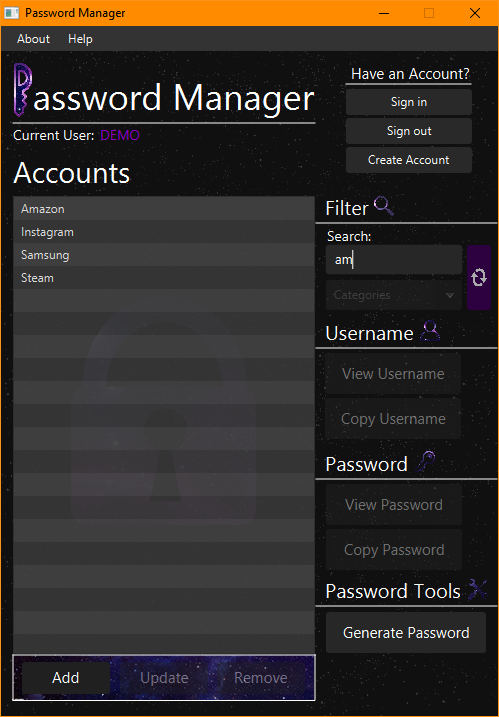 Password Manager
About Help
Password Manager
Have an Account?
Sign in
Sign out
Create Account
Current User: DEMO
Accounts
Amazon
Instagram
Samsung
Steam
Filter
Search:
am
Categories
Username
View Username
Copy Username
Password
View Password
Copy Password
Password Tools
Generate Password
Add Update Remove